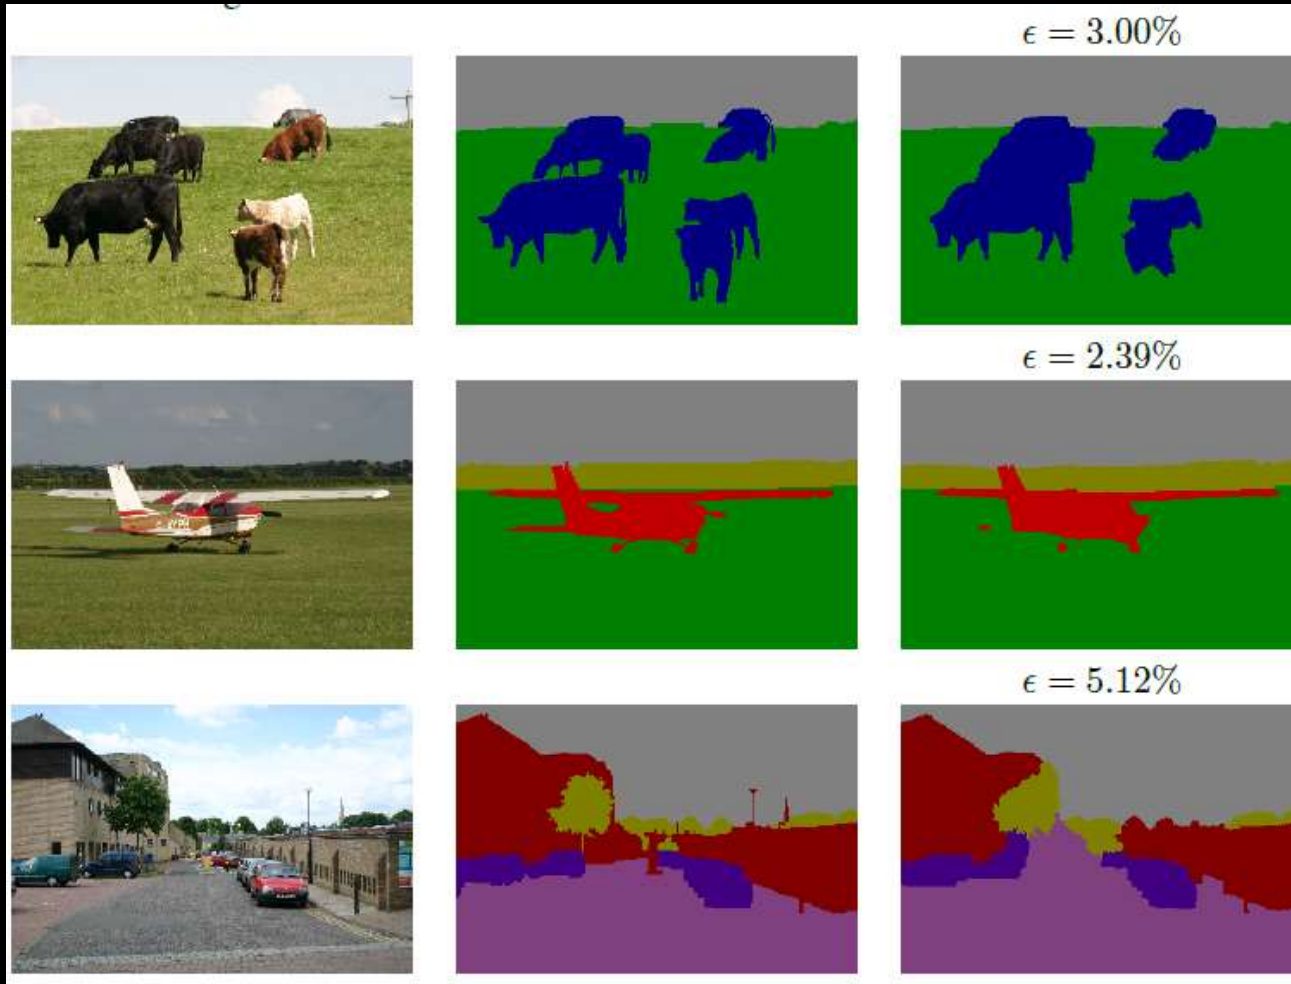 ϵ = 3.00%
ϵ = 2.39%
ϵ = 5.12%